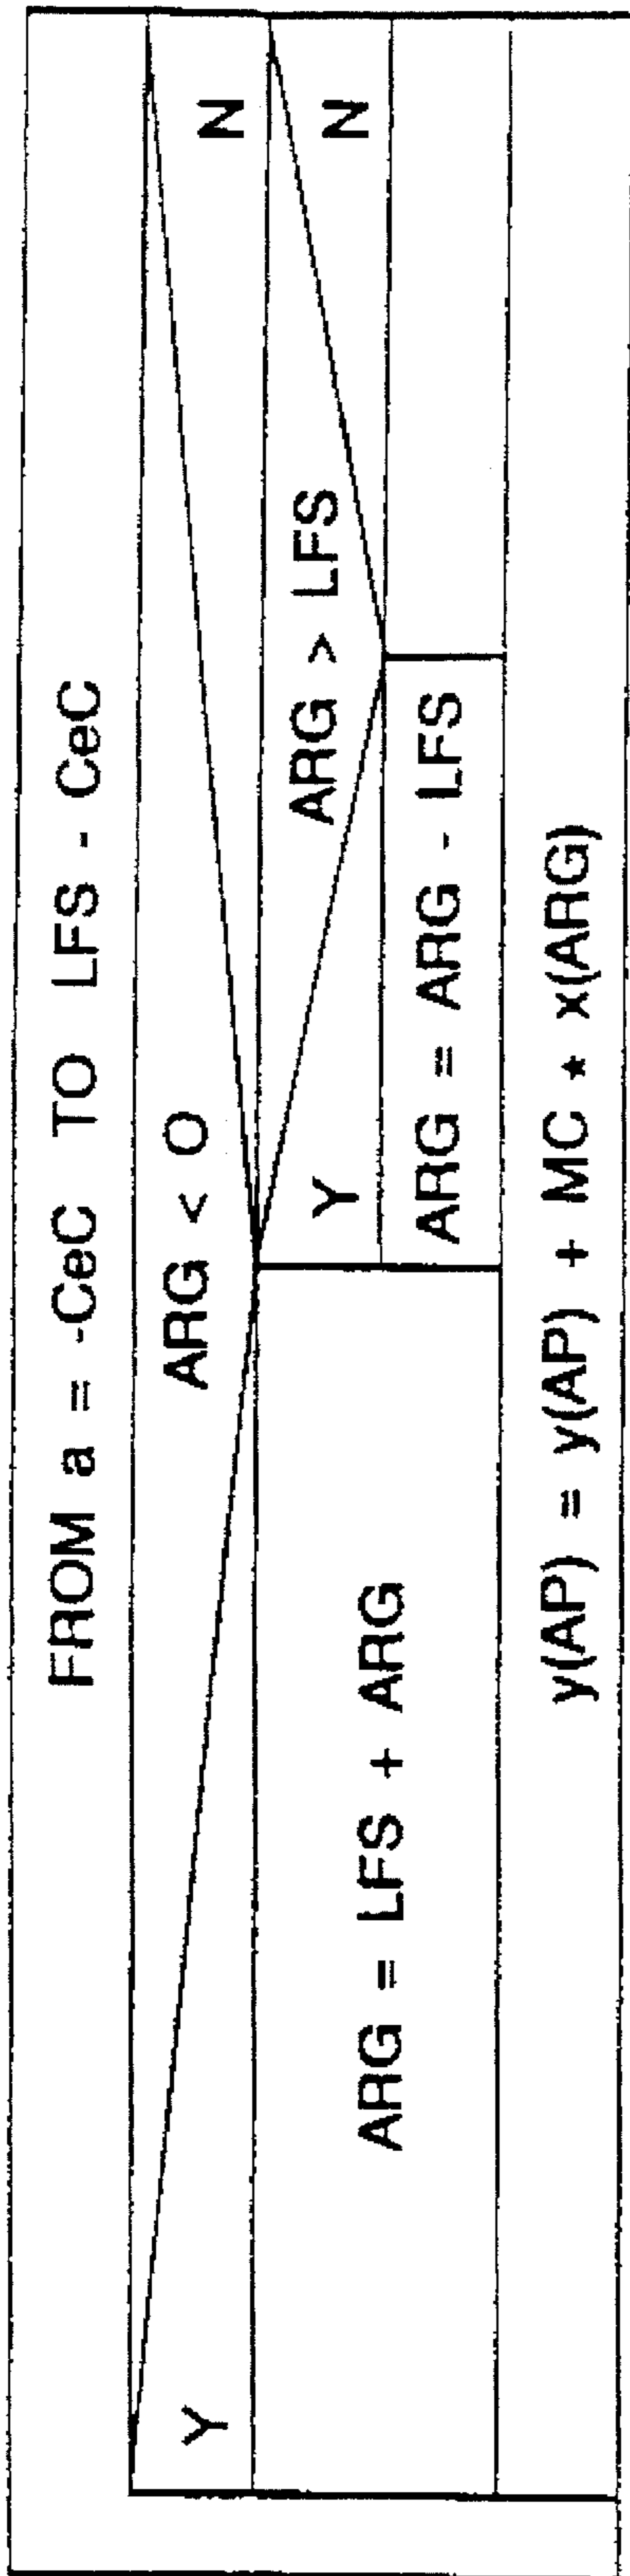 FROM a = -CeC TO LFS - CeC
ARG < O
Y
N
ARG > LFS
Y
N
ARG = LFS + ARG
ARG = ARG - LFS
y(AP) = y(AP) + MC * x(ARG)